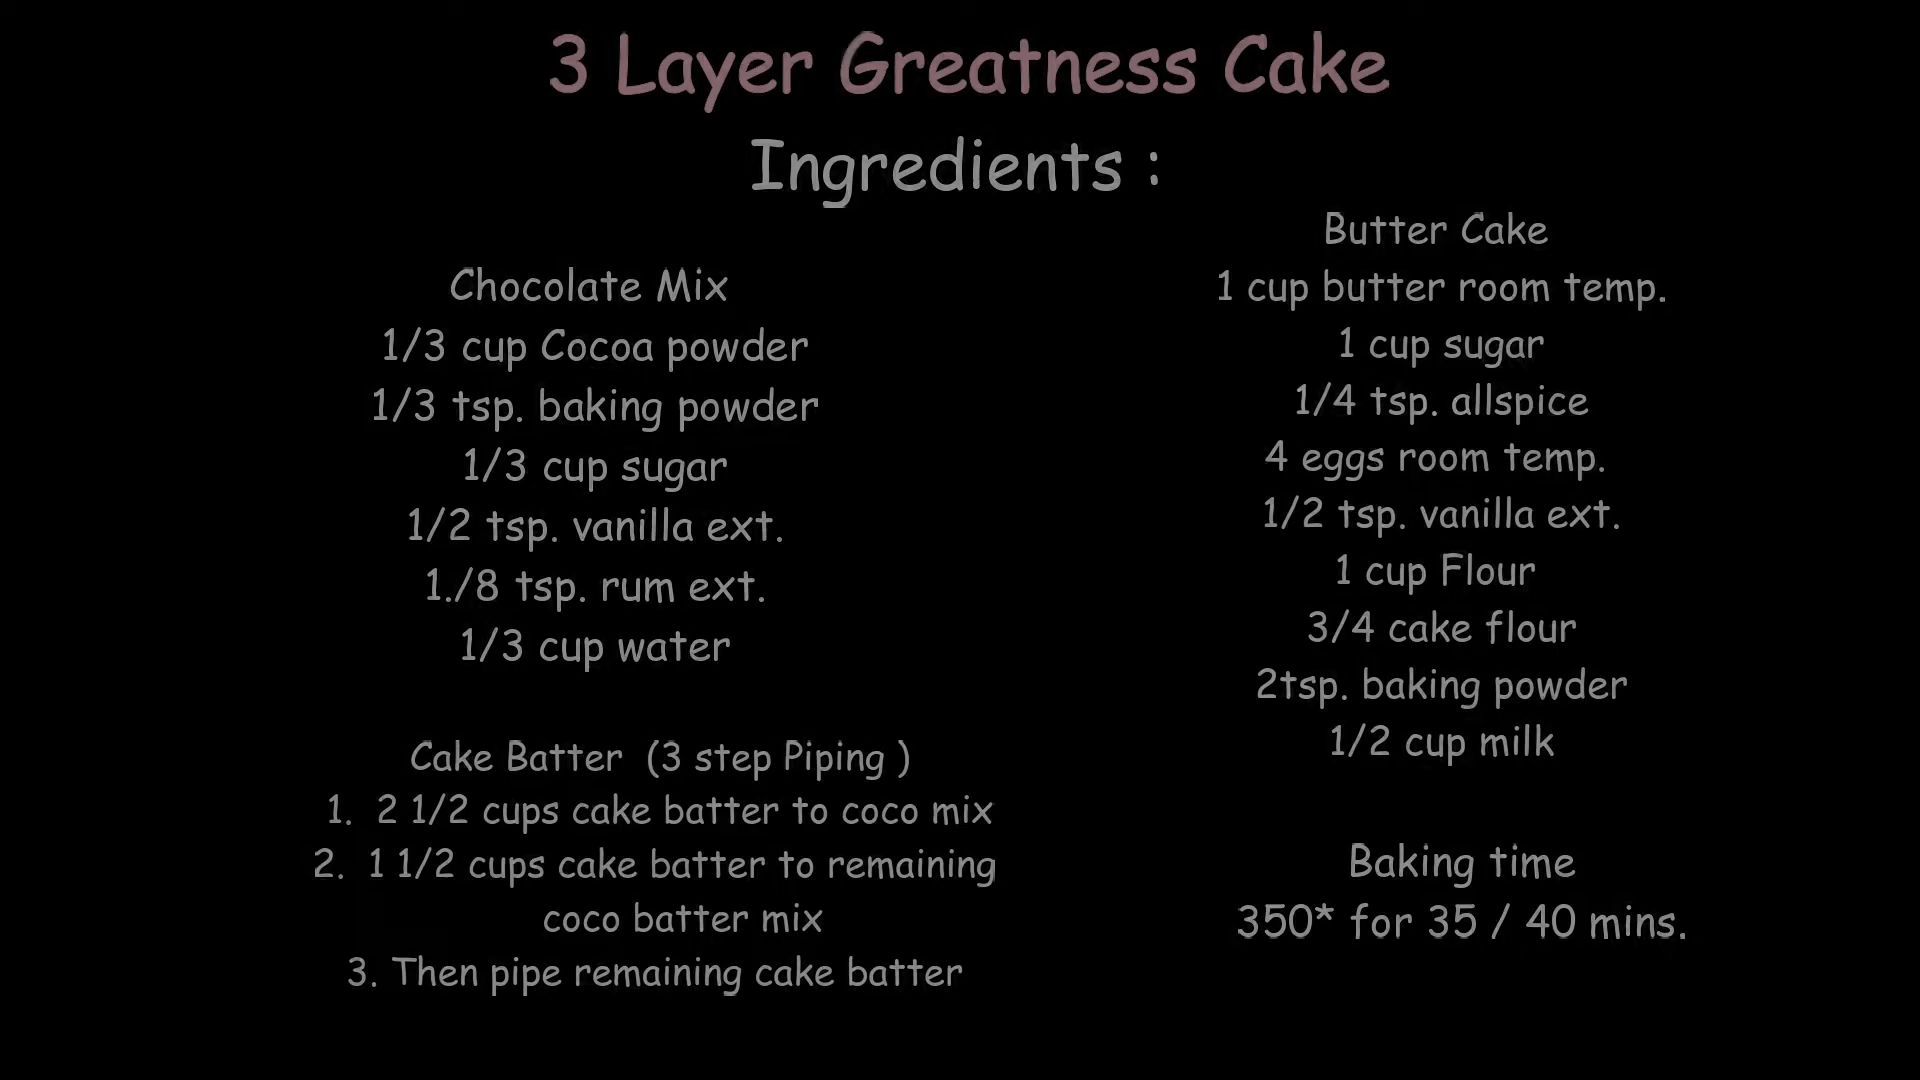 3 Layer Greatness Cake
Ingredients :
Chocolate Mix
1/3 cup Cocoa powder
1/3 tsp. baking powder
1/3 cup sugar
1/2 tsp. vanilla ext.
1./8 tsp. rum ext.
1/3 cup water
Cake Batter (3 step Piping )
1. 2 1/2 cups cake batter to coco mix
2. 1 1/2 cups cake batter to remaining
coco batter mix
3. Then pipe remaining cake batter
Butter Cake
1 cup butter room temp.
1 cup sugar
1/4 tsp. allspice
4 eggs room temp.
1/2 tsp. vanilla ext.
1 cup Flour
3/4 cake flour
2tsp. baking powder
1/2 cup milk
Baking time
350* for 35 / 40 mins.